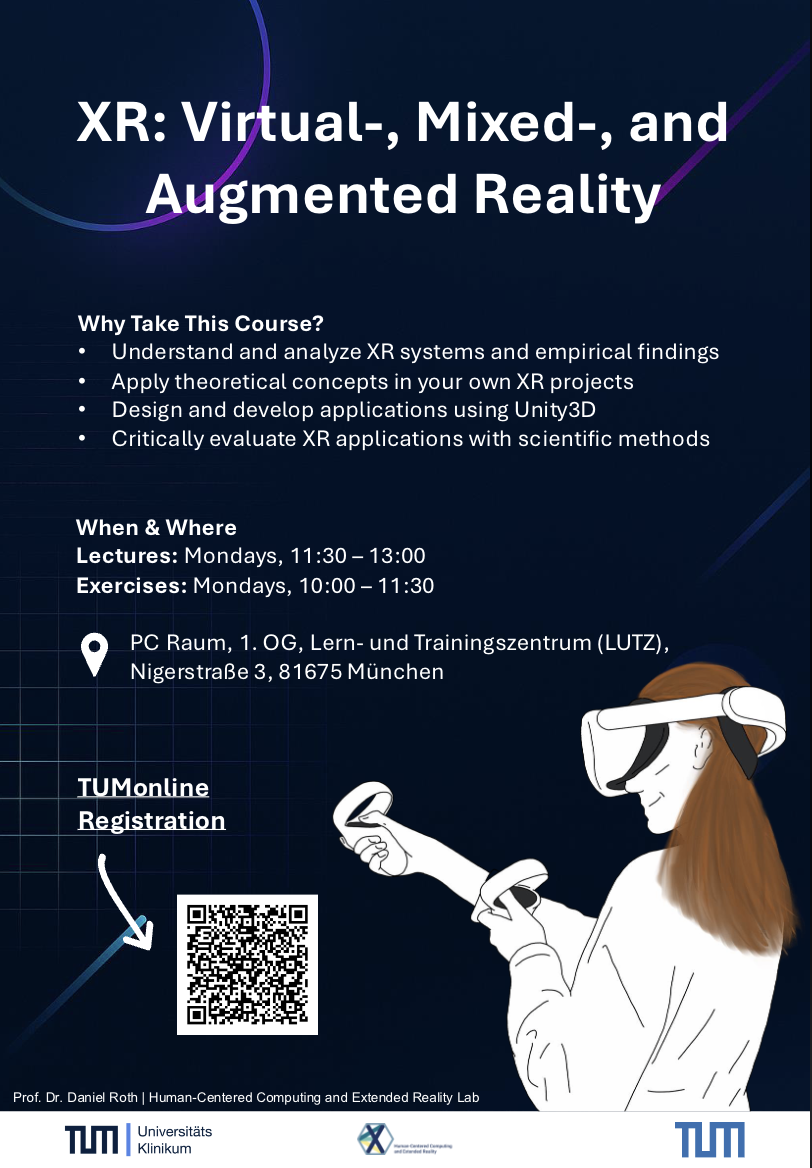 XR: Virtual-, Mixed-, and
Augmented Reality
Why Take This Course?
• Understand and analyze XR systems and empirical findings
• Apply theoretical concepts in your own XR projects
• Design and develop applications using Unity3D
• Critically evaluate XR applications with scientific methods
When & Where
Lectures: Mondays, 11:30 – 13:00
Exercises: Mondays, 10:00 – 11:30
PC Raum, 1. OG, Lern- und Trainingszentrum (LUTZ),
Nigerstraße 3, 81675 München
TUMonline
Registration
Prof. Dr. Daniel Roth | Human-Centered Computing and Extended Reality Lab
TUM Universitäts
Klinikum
Human-Centered Computing
and Extended Reality
TUM